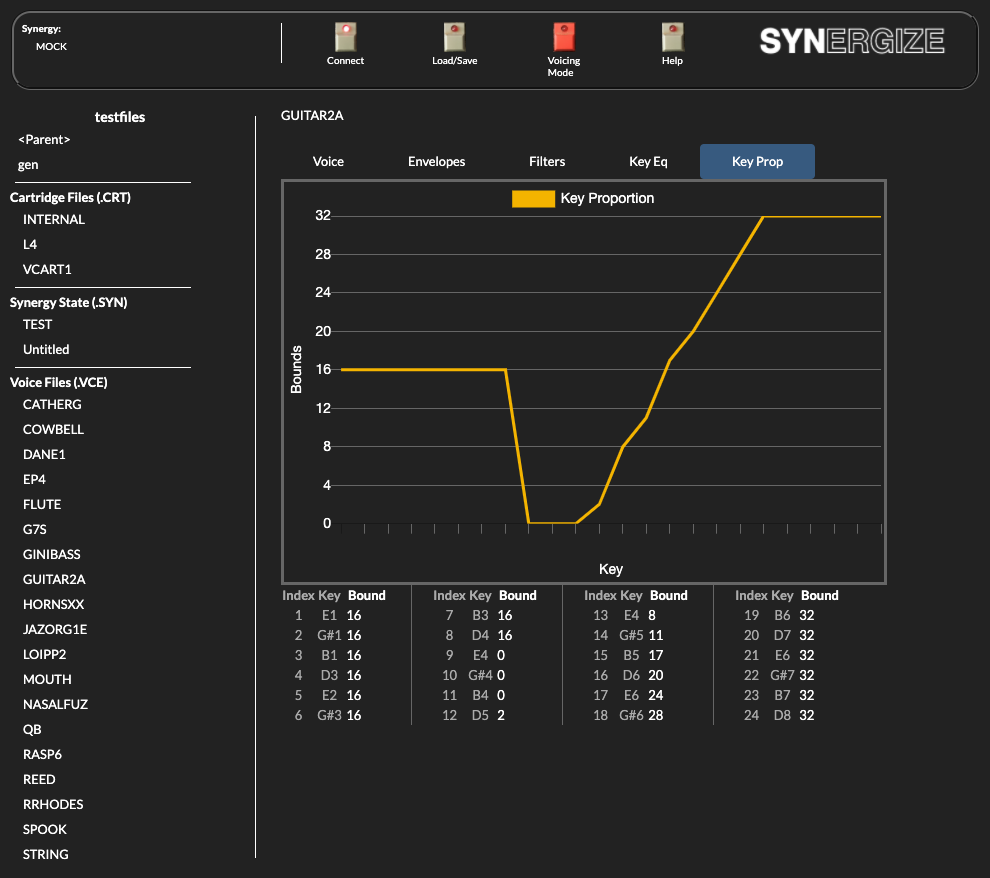 Synergy:
MOCK
Connect
Load/Save
Voicing
Mode
Help
SYNERGIZE
testfiles
<Parent>
gen
Cartridge Files (.CRT)
INTERNAL
L4
VCART1
Synergy State (.SYN)
TEST
Untitled
Voice Files (.VCE)
CATHERG
COWBELL
DANE1
EP4
FLUTE
G7S
GINIBASS
GUITAR2A
HORNSXX
JAZORG1E
LOIPP2
MOUTH
NASALFUZ
QB
RASP6
REED
RRHODES
SPOOK
STRING
GUITAR2A
Voice Envelopes Filters Key Eq Key Prop
Key Proportion
32
28
24
20
16
12
8
4
0
Bounds
Key
Index Key Bound Index Key Bound Index Key Bound Index Key Bound
1 E1 16 7 B3 16 13 E4 8 19 B6 32
2 G#1 16 8 D4 16 14 G#5 11 20 D7 32
3 B1 16 9 E4 0 15 B5 17 21 E6 32
4 D3 16 10 G#4 0 16 D6 20 22 G#7 32
5 E2 16 11 B4 0 17 E6 24 23 B7 32
6 G#3 16 12 D5 2 18 G#6 28 24 D8 32